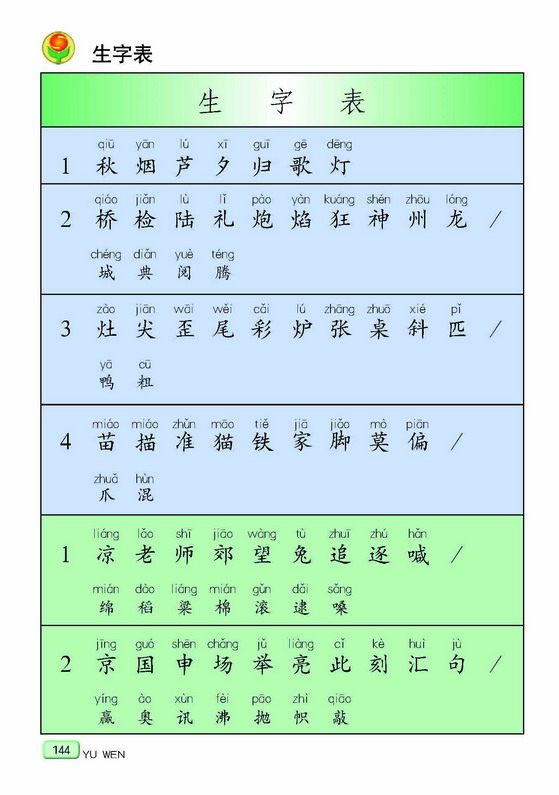 生字表
生 字 表
qiū yān lú xī guī gē dēng
1 秋 烟 芦 夕 归 歌 灯
qiáo jiǎn lù lǐ pào yàn kuáng shén zhōu lóng
2 桥 检 陆 礼 炮 焰 狂 神 州 龙 /
chéng diǎn yuè téng
城 典 阅 腾
zào jiān wāi wěi cǎi lú zhāng zhuō xié pǐ
3 灶 尖 歪 尾 彩 炉 张 桌 斜 匹 /
yā cū
鸭 粗
miáo miáo zhǔn māo tiě jiā jiǎo mò piān
4 苗 描 准 猫 铁 家 脚 莫 偏 /
zhuǎ hùn
爪 混
liáng lǎo shī jiāo wàng tù zhuī zhú hǎn
1 凉 老 师 郊 望 兔 追 逐 喊 /
mián dào liáng mián gǔn dǎi sǎng
绵 稻 粱 棉 滚 逮 嗓
jīng guó shēn chǎng jǔ liàng cǐ kè huì jù
2 京 国 申 场 举 亮 此 刻 汇 句 /
yíng ào xùn fèi pāo zhì qiāo
赢 奥 讯 沸 抛 帜 敲
144 YU WEN